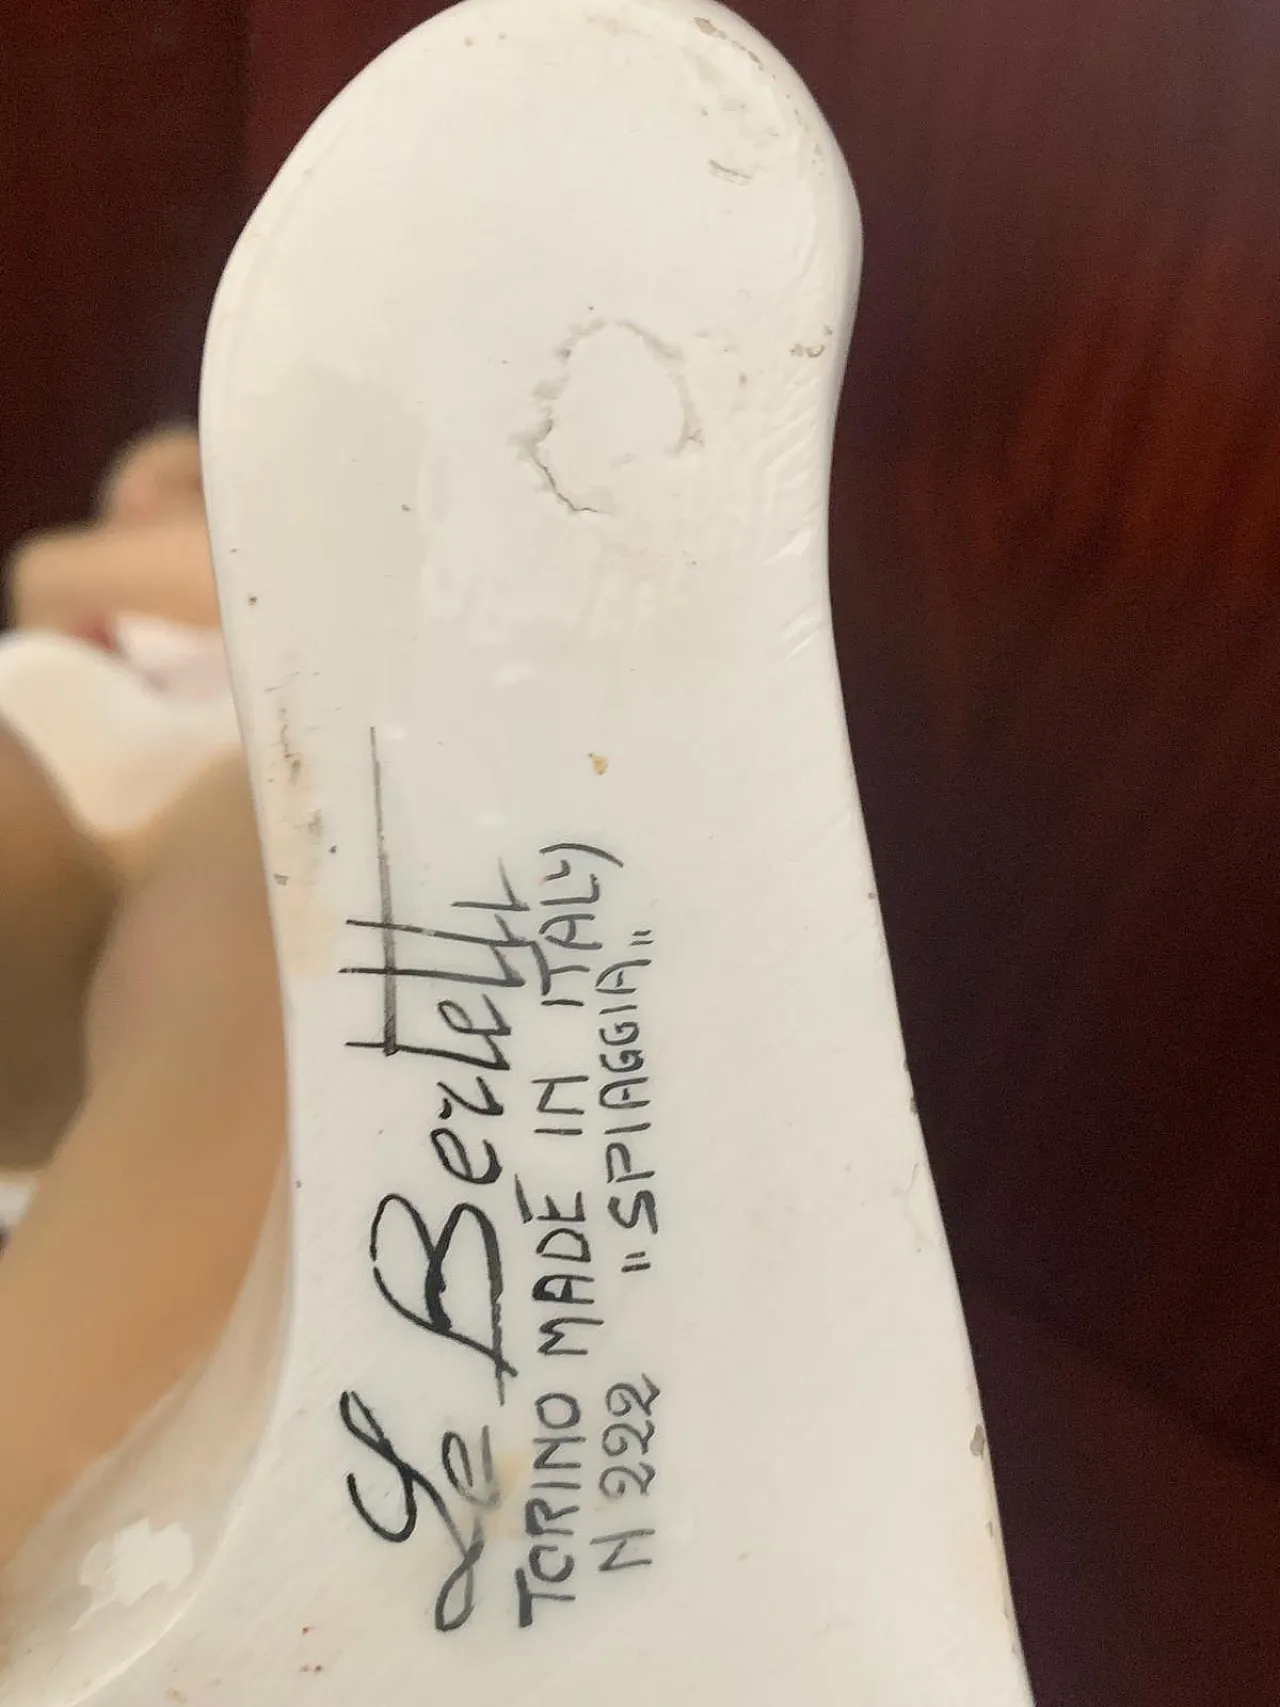 Le Bertetti
TORINO MADE IN ITALY
N 222 "SPIAGGIA"